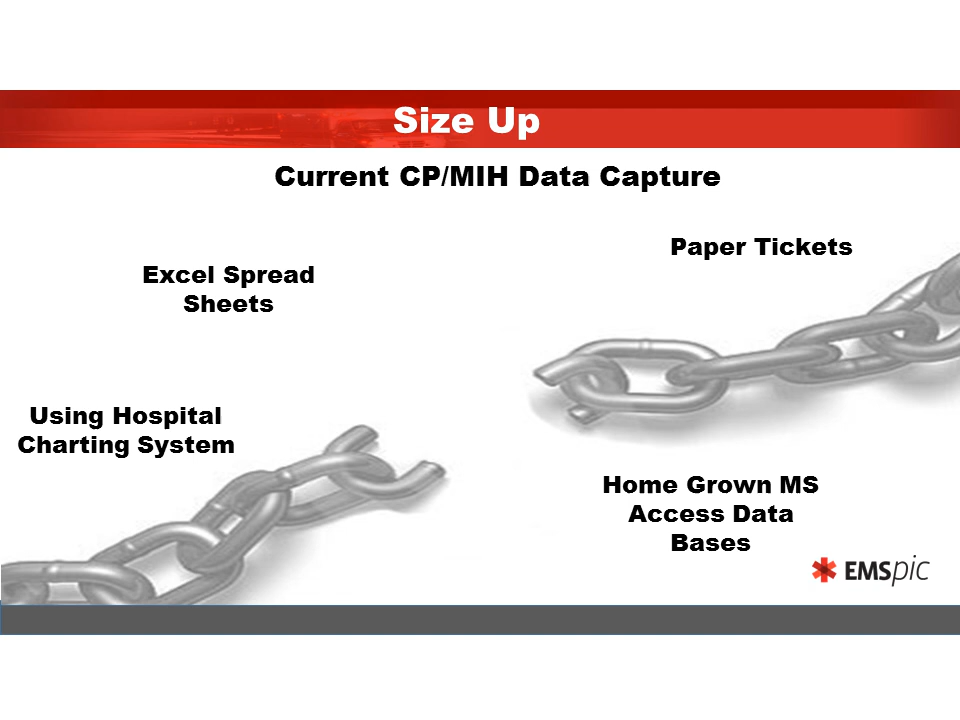 Size Up
Current CP/MIH Data Capture
Paper Tickets
Excel Spread
Sheets
Using Hospital
Charting System
Home Grown MS
Access Data
Bases
EMSpic